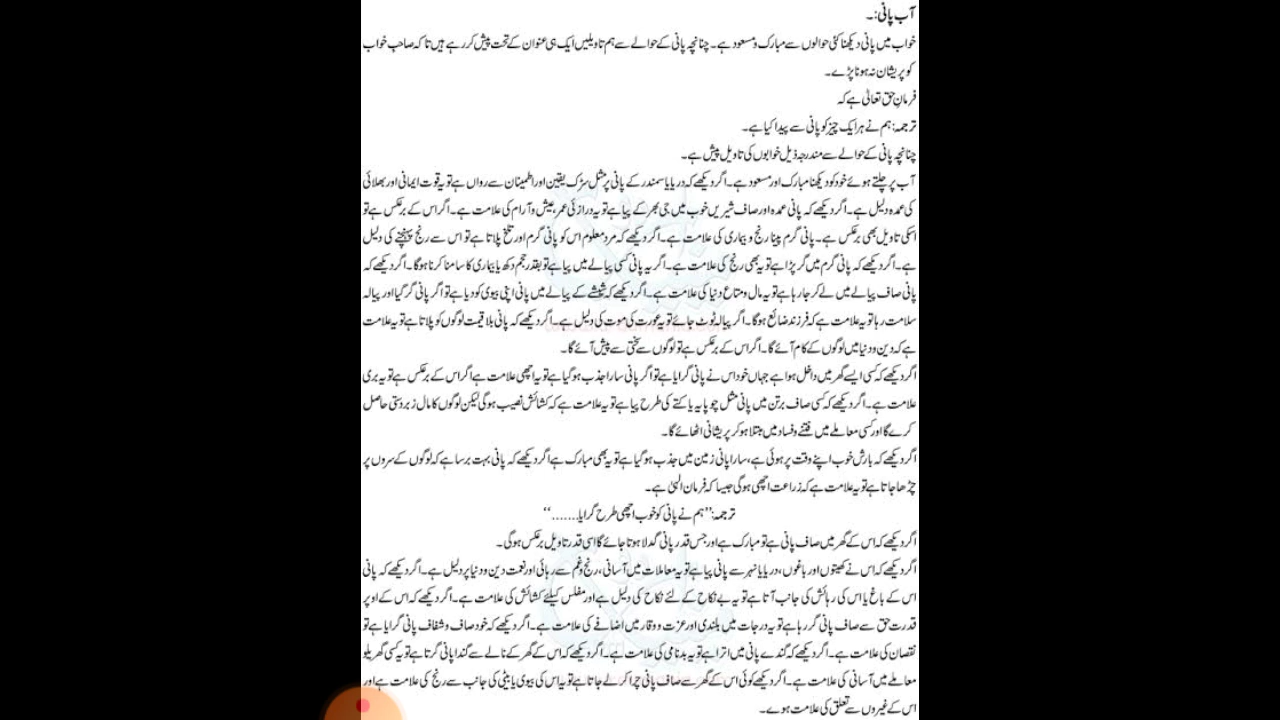 آب پانی:۔
خواب میں پانی دیکھنا کئی حوالوں سے مبارک و مسعود ہے۔ چنانچہ پانی کے حوالے سے ہم تاویلیں ایک ہی عنوان کے تحت پیش کر رہے ہیں تاکہ صاحب خواب
کو پریشان نہ ہونا پڑے۔
فرمانِ حق تعالیٰ ہے کہ
ترجمہ: ہم نے ہر ایک چیز کو پانی سے پیدا کیا ہے۔
چنانچہ پانی کے حوالے سے مندرجہ ذیل خوابوں کی تاویل پیش ہے۔
آب پر چلتے ہوئے خود کو دیکھنا مبارک اور مسعود ہے۔ اگر دیکھے کہ دریا یا سمندر کے پانی پر مثل سڑک یقین اور اطمینان سے رواں ہے تو یہ قوت ایمانی اور بھلائی
کی عمدہ دلیل ہے۔ اگر دیکھے کہ پانی عمدہ اور صاف شیریں خوب میں جی بھر کے پیا ہے تو یہ درازئی عمر، عیش و آرام کی علامت ہے۔ اگر اس کے برعکس ہے تو
اسکی تاویل بھی برعکس ہے۔ پانی گرم پینا رنج و بیماری کی علامت ہے۔ اگر دیکھے کہ مرد معلوم اس کو پانی گرم اور تلخ پلاتا ہے تو اس سے رنج پہنچنے کی دلیل
ہے۔ اگر دیکھے کہ پانی گرم میں گر پڑا ہے تو یہ بھی رنج کی علامت ہے۔ اگر یہ پانی کسی پیالے میں پیا ہے تو بقدر حجم دکھ یا بیماری کا سامنا کرنا ہوگا۔ اگر دیکھے کہ
پانی صاف پیالے میں لے کر جا رہا ہے تو یہ مال و متاع دنیا کی علامت ہے۔ اگر دیکھے کہ شیشے کے پیالے میں پانی اپنی بیوی کو دیا ہے تو اگر پانی گر گیا اور پیالہ
سلامت رہا تو یہ علامت ہے کہ فرزند ضائع ہوگا۔ اگر پیالہ ٹوٹ جائے تو یہ عورت کی موت کی دلیل ہے۔ اگر دیکھے کہ پانی بلا قیمت لوگوں کو پلاتا ہے تو یہ علامت
ہے کہ دین و دنیا میں لوگوں کے کام آئے گا۔ اگر اس کے برعکس ہے تو لوگوں سے سختی سے پیش آئے گا۔
اگر دیکھے کہ کسی ایسے گھر میں داخل ہوا ہے جہاں خود اس نے پانی گرایا ہے تو اگر پانی سارا جذب ہو گیا ہے تو یہ اچھی علامت ہے اگر اس کے برعکس ہے تو یہ بری
علامت ہے۔ اگر دیکھے کہ کسی صاف برتن میں پانی مثل چوپایہ یا کتے کی طرح پیا ہے تو یہ علامت ہے کہ کشائش نصیب ہوگی لیکن لوگوں کا مال زبردستی حاصل
کرے گا اور کسی معاملے میں فتنے و فساد میں مبتلا ہو کر پریشانی اٹھائے گا۔
اگر دیکھے کہ بارش خوب اپنے وقت پر ہوئی ہے، سارا پانی زمین میں جذب ہو گیا ہے تو یہ بھی مبارک ہے اگر دیکھے کہ پانی بہت برسا ہے کہ لوگوں کے سروں پر
چڑھا جاتا ہے تو یہ علامت ہے کہ زراعت اچھی ہوگی جیسا کہ فرمان الہیٰ ہے۔
ترجمہ: ’’ہم نے پانی کو خوب اچھی طرح گرایا.......‘‘
اگر دیکھے کہ اس کے گھر میں صاف پانی ہے تو مبارک ہے اور جس قدر پانی گدلا ہوتا جائے گا اسی قدر تاویل برعکس ہوگی۔
اگر دیکھے کہ اس نے کھیتوں اور باغوں، دریا یا نہر سے پانی پیا ہے تو یہ معاملات میں آسانی، رنج و غم سے رہائی اور نعمت دین و دنیا پر دلیل ہے۔ اگر دیکھے کہ پانی
اس کے باغ یا اس کی رہائش کی جانب آتا ہے تو یہ بے نکاح کے لئے نکاح کی دلیل ہے اور مفلس کیلئے کشائش کی علامت ہے۔ اگر دیکھے کہ اس کے اوپر
قدرت حق سے صاف پانی گر رہا ہے تو یہ درجات میں بلندی اور عزت و وقار میں اضافے کی علامت ہے۔ اگر دیکھے کہ خود صاف و شفاف پانی گرایا ہے تو
نقصان کی علامت ہے۔ اگر دیکھے کہ گندے پانی میں اترا ہے تو یہ بدنامی کی علامت ہے۔ اگر دیکھے کہ اس کے گھر کے نالے سے گندا پانی گرتا ہے تو یہ کسی گھریلو
معاملے میں آسانی کی علامت ہے۔ اگر دیکھے کوئی اس کے گھر سے صاف پانی چرا کر لے جاتا ہے تو یہ اس کی بیوی یا بیٹی کی جانب سے رنج کی علامت ہے اور
اس کے غیروں سے تعلق کی علامت ہوے۔